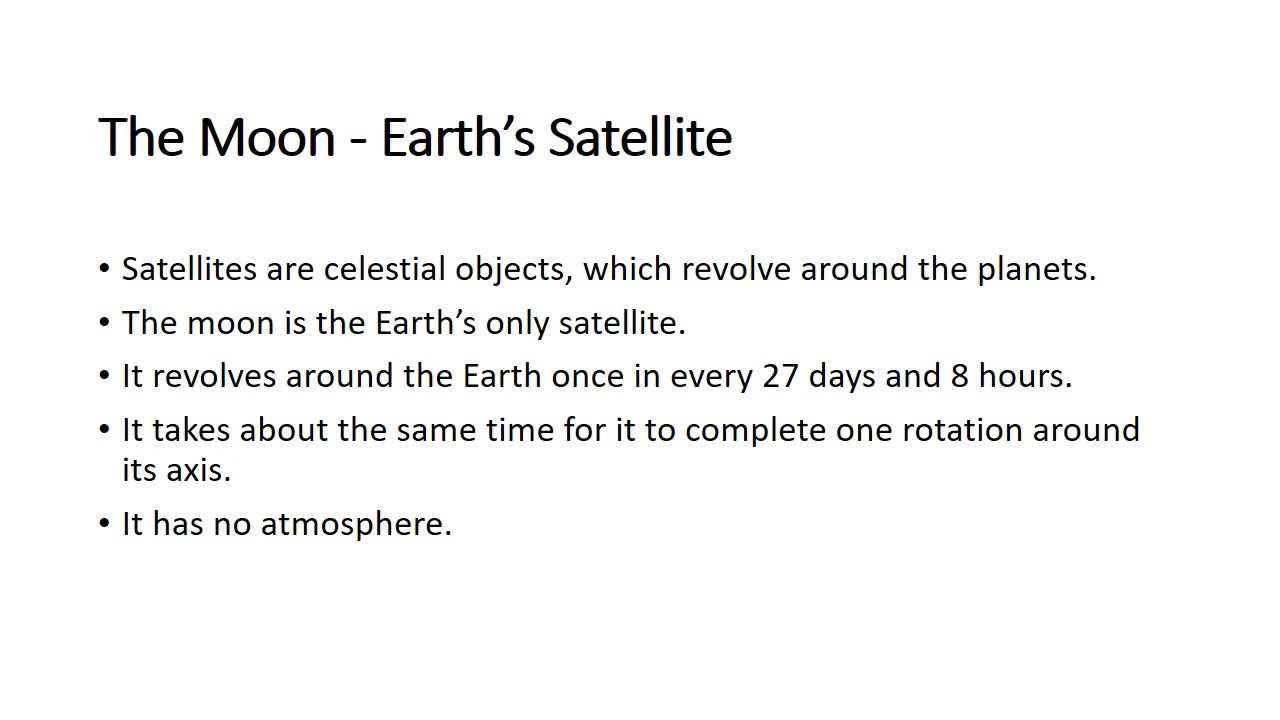 The Moon - Earth’s Satellite
• Satellites are celestial objects, which revolve around the planets.
• The moon is the Earth’s only satellite.
• It revolves around the Earth once in every 27 days and 8 hours.
• It takes about the same time for it to complete one rotation around
its axis.
• It has no atmosphere.